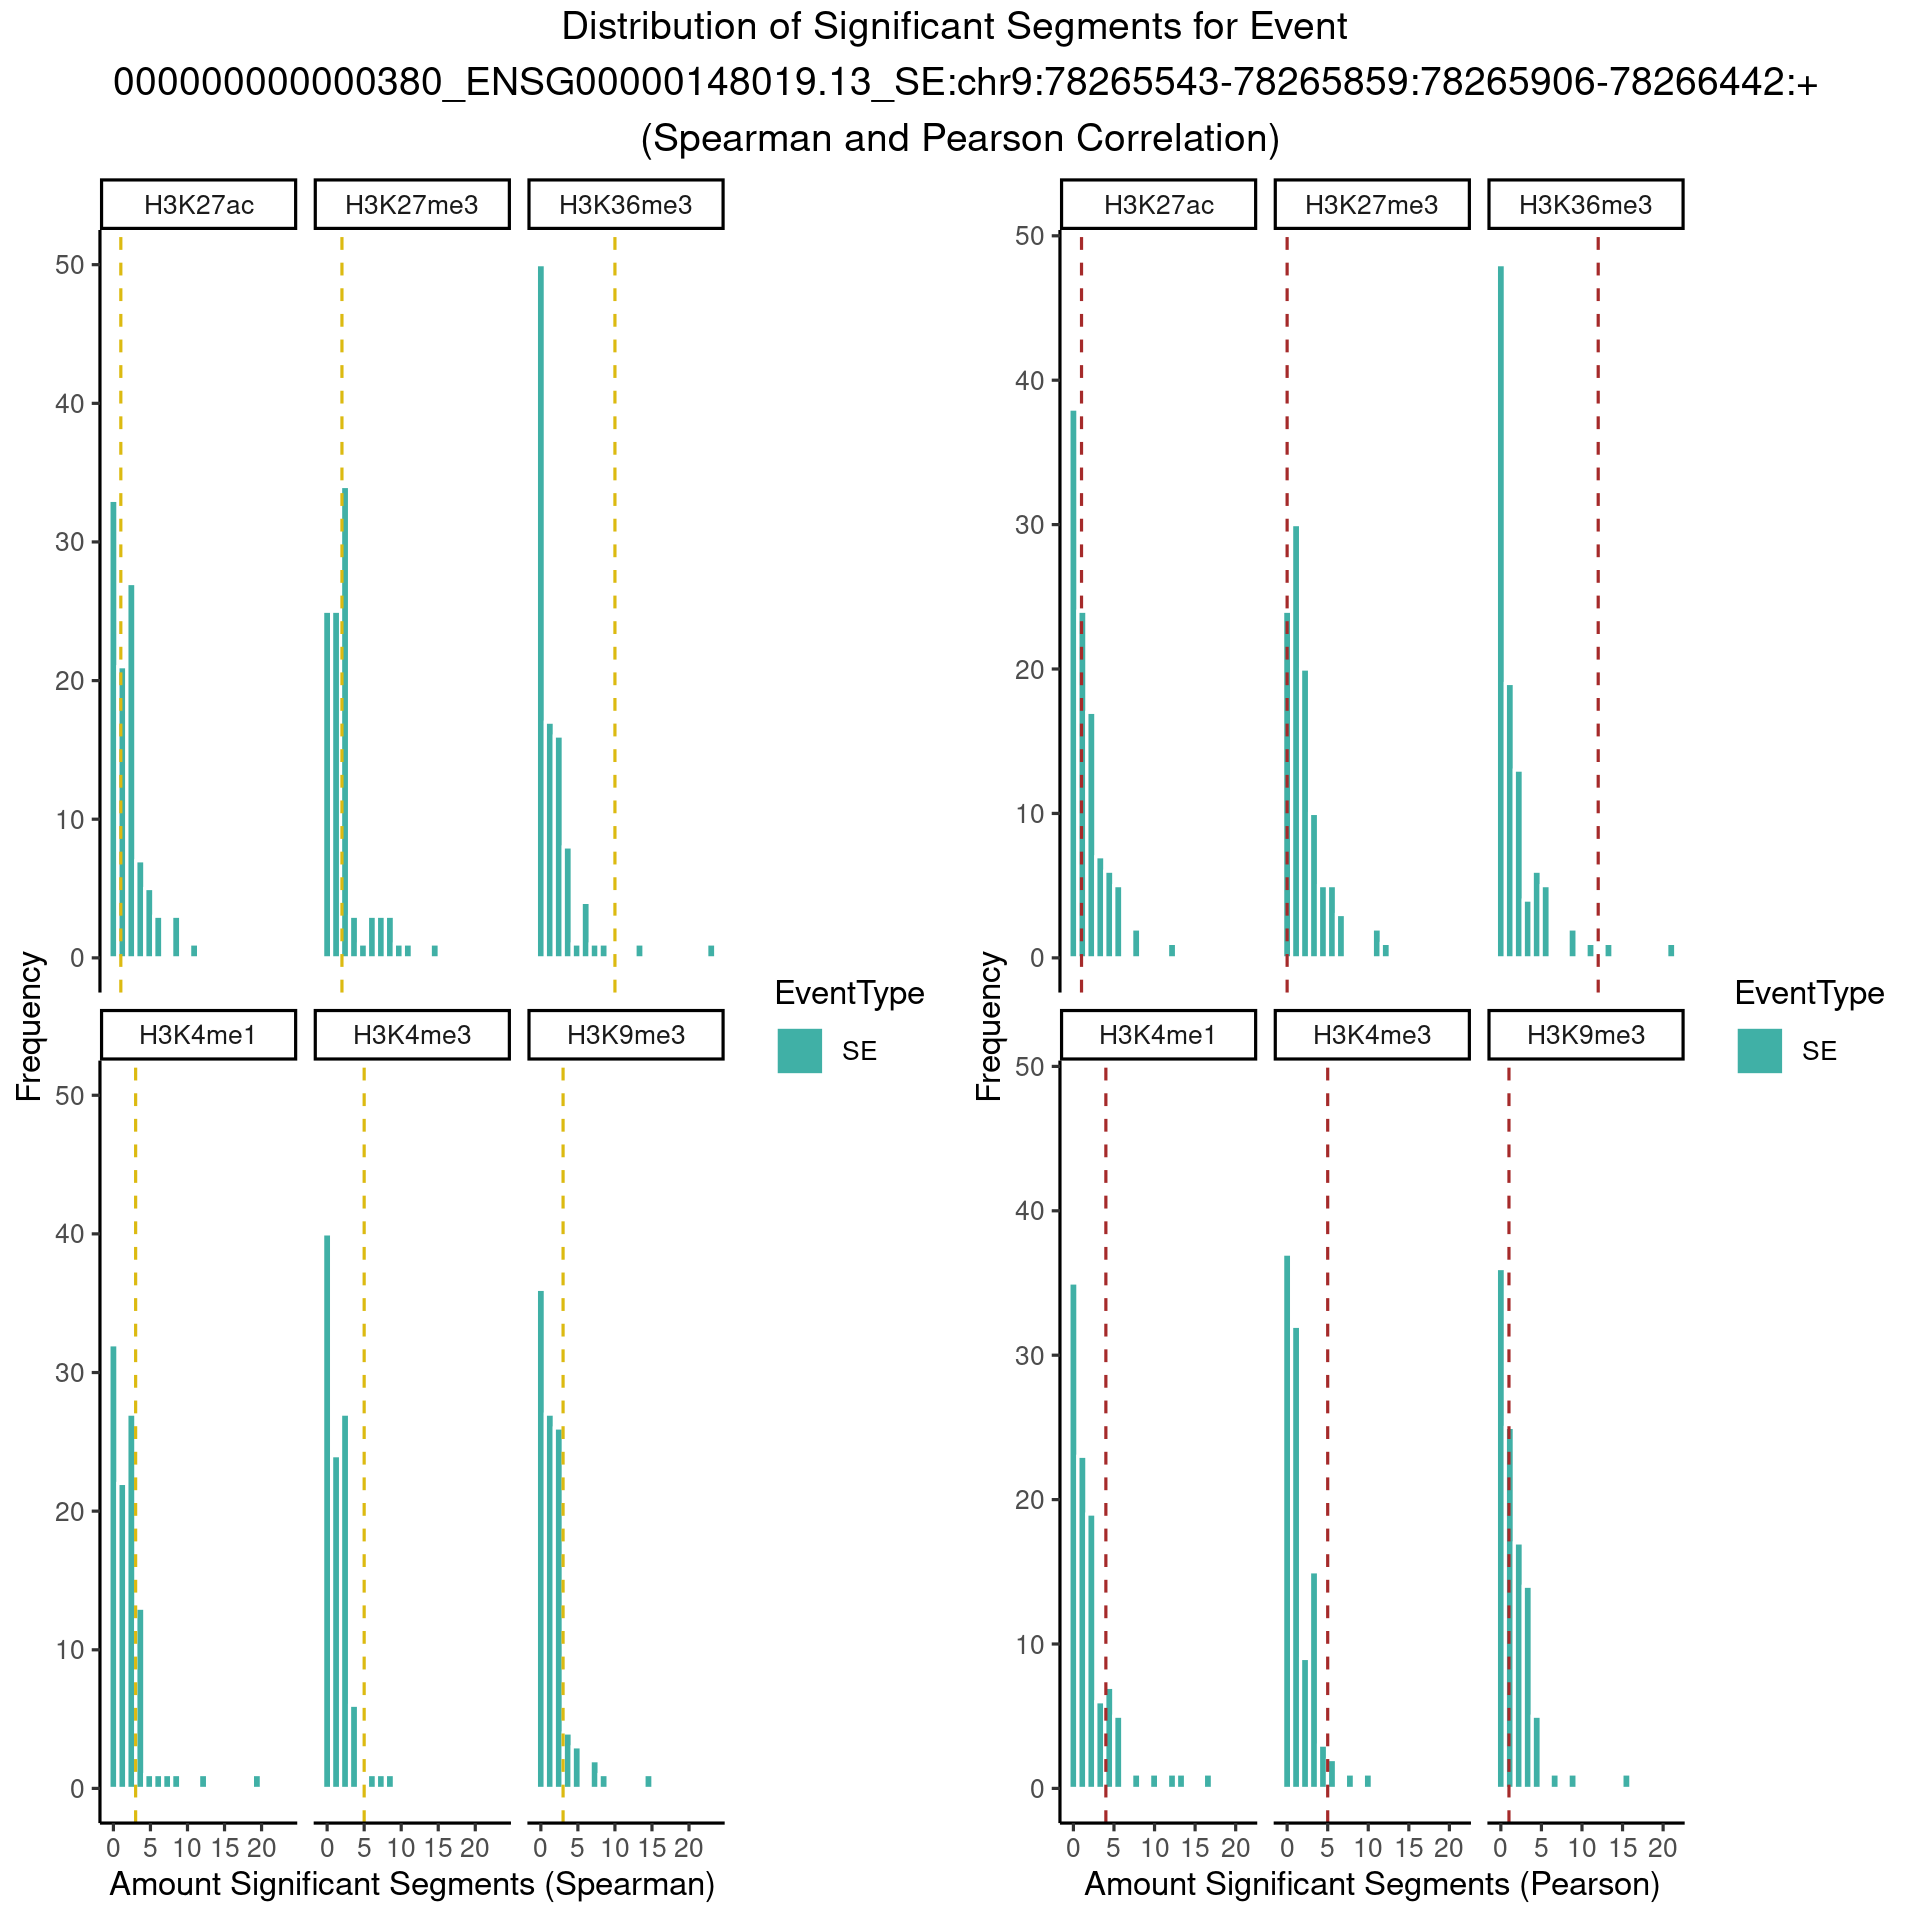 Distribution of Significant Segments for Event
000000000000380_ENSG00000148019.13_SE:chr9:78265543-78265859:78265906-78266442:+
(Spearman and Pearson Correlation)
H3K27ac H3K27me3 H3K36me3
50
40
30
20
10
0
H3K4me1 H3K4me3 H3K9me3
50
40
30
20
10
0
0 5 10 15 20 0 5 10 15 20 0 5 10 15 20
Frequency
Amount Significant Segments (Spearman)
EventType
SE
H3K27ac H3K27me3 H3K36me3
50
40
30
20
10
0
H3K4me1 H3K4me3 H3K9me3
50
40
30
20
10
0
0 5 10 15 20 0 5 10 15 20 0 5 10 15 20
Frequency
Amount Significant Segments (Pearson)
EventType
SE